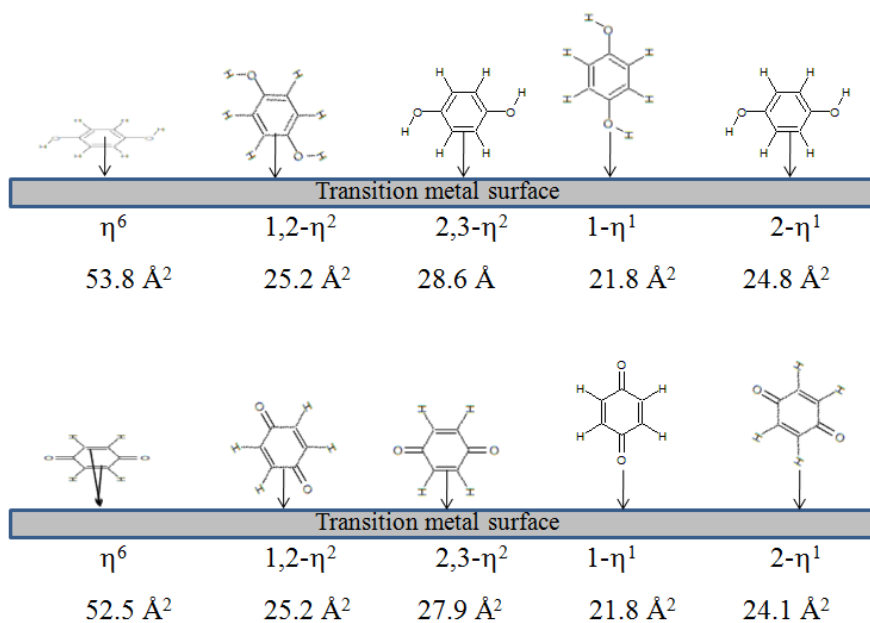 Transition metal surface
η⁶ 1,2-η² 2,3-η² 1-η¹ 2-η¹
53.8 Å² 25.2 Å² 28.6 Å 21.8 Å² 24.8 Å²
Transition metal surface
η⁶ 1,2-η² 2,3-η² 1-η¹ 2-η¹
52.5 Å² 25.2 Å² 27.9 Å² 21.8 Å² 24.1 Å²